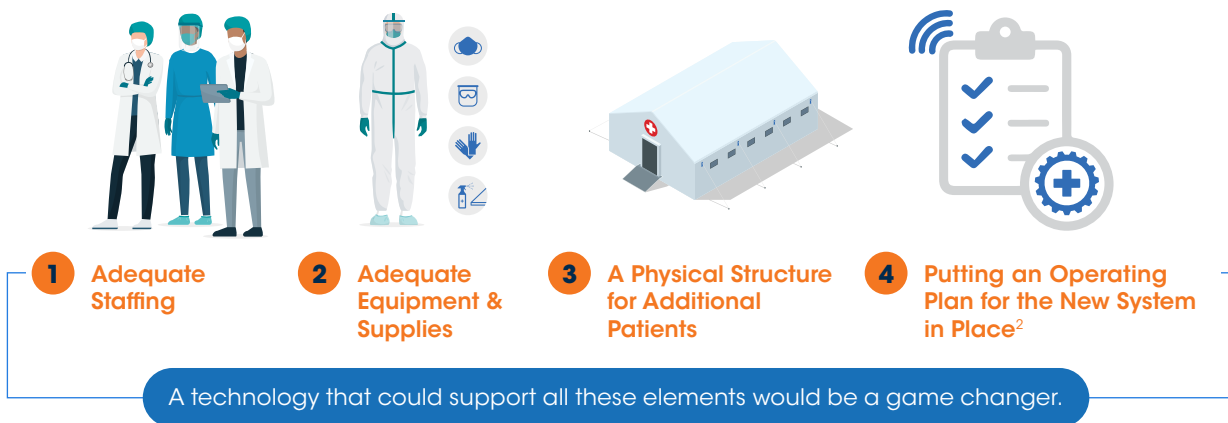 1 Adequate
Staffing
2 Adequate
Equipment &
Supplies
3 A Physical Structure
for Additional
Patients
4 Putting an Operating
Plan for the New System
in Place²
A technology that could support all these elements would be a game changer.